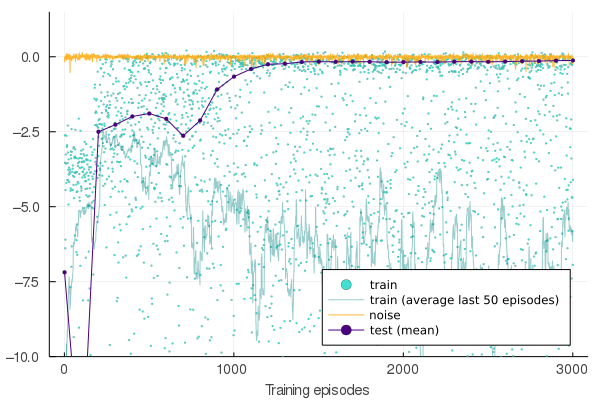 0.0
−2.5
−5.0
−7.5
−10.0
train
train (average last 50 episodes)
noise
test (mean)
0
1000
2000
3000
Training episodes